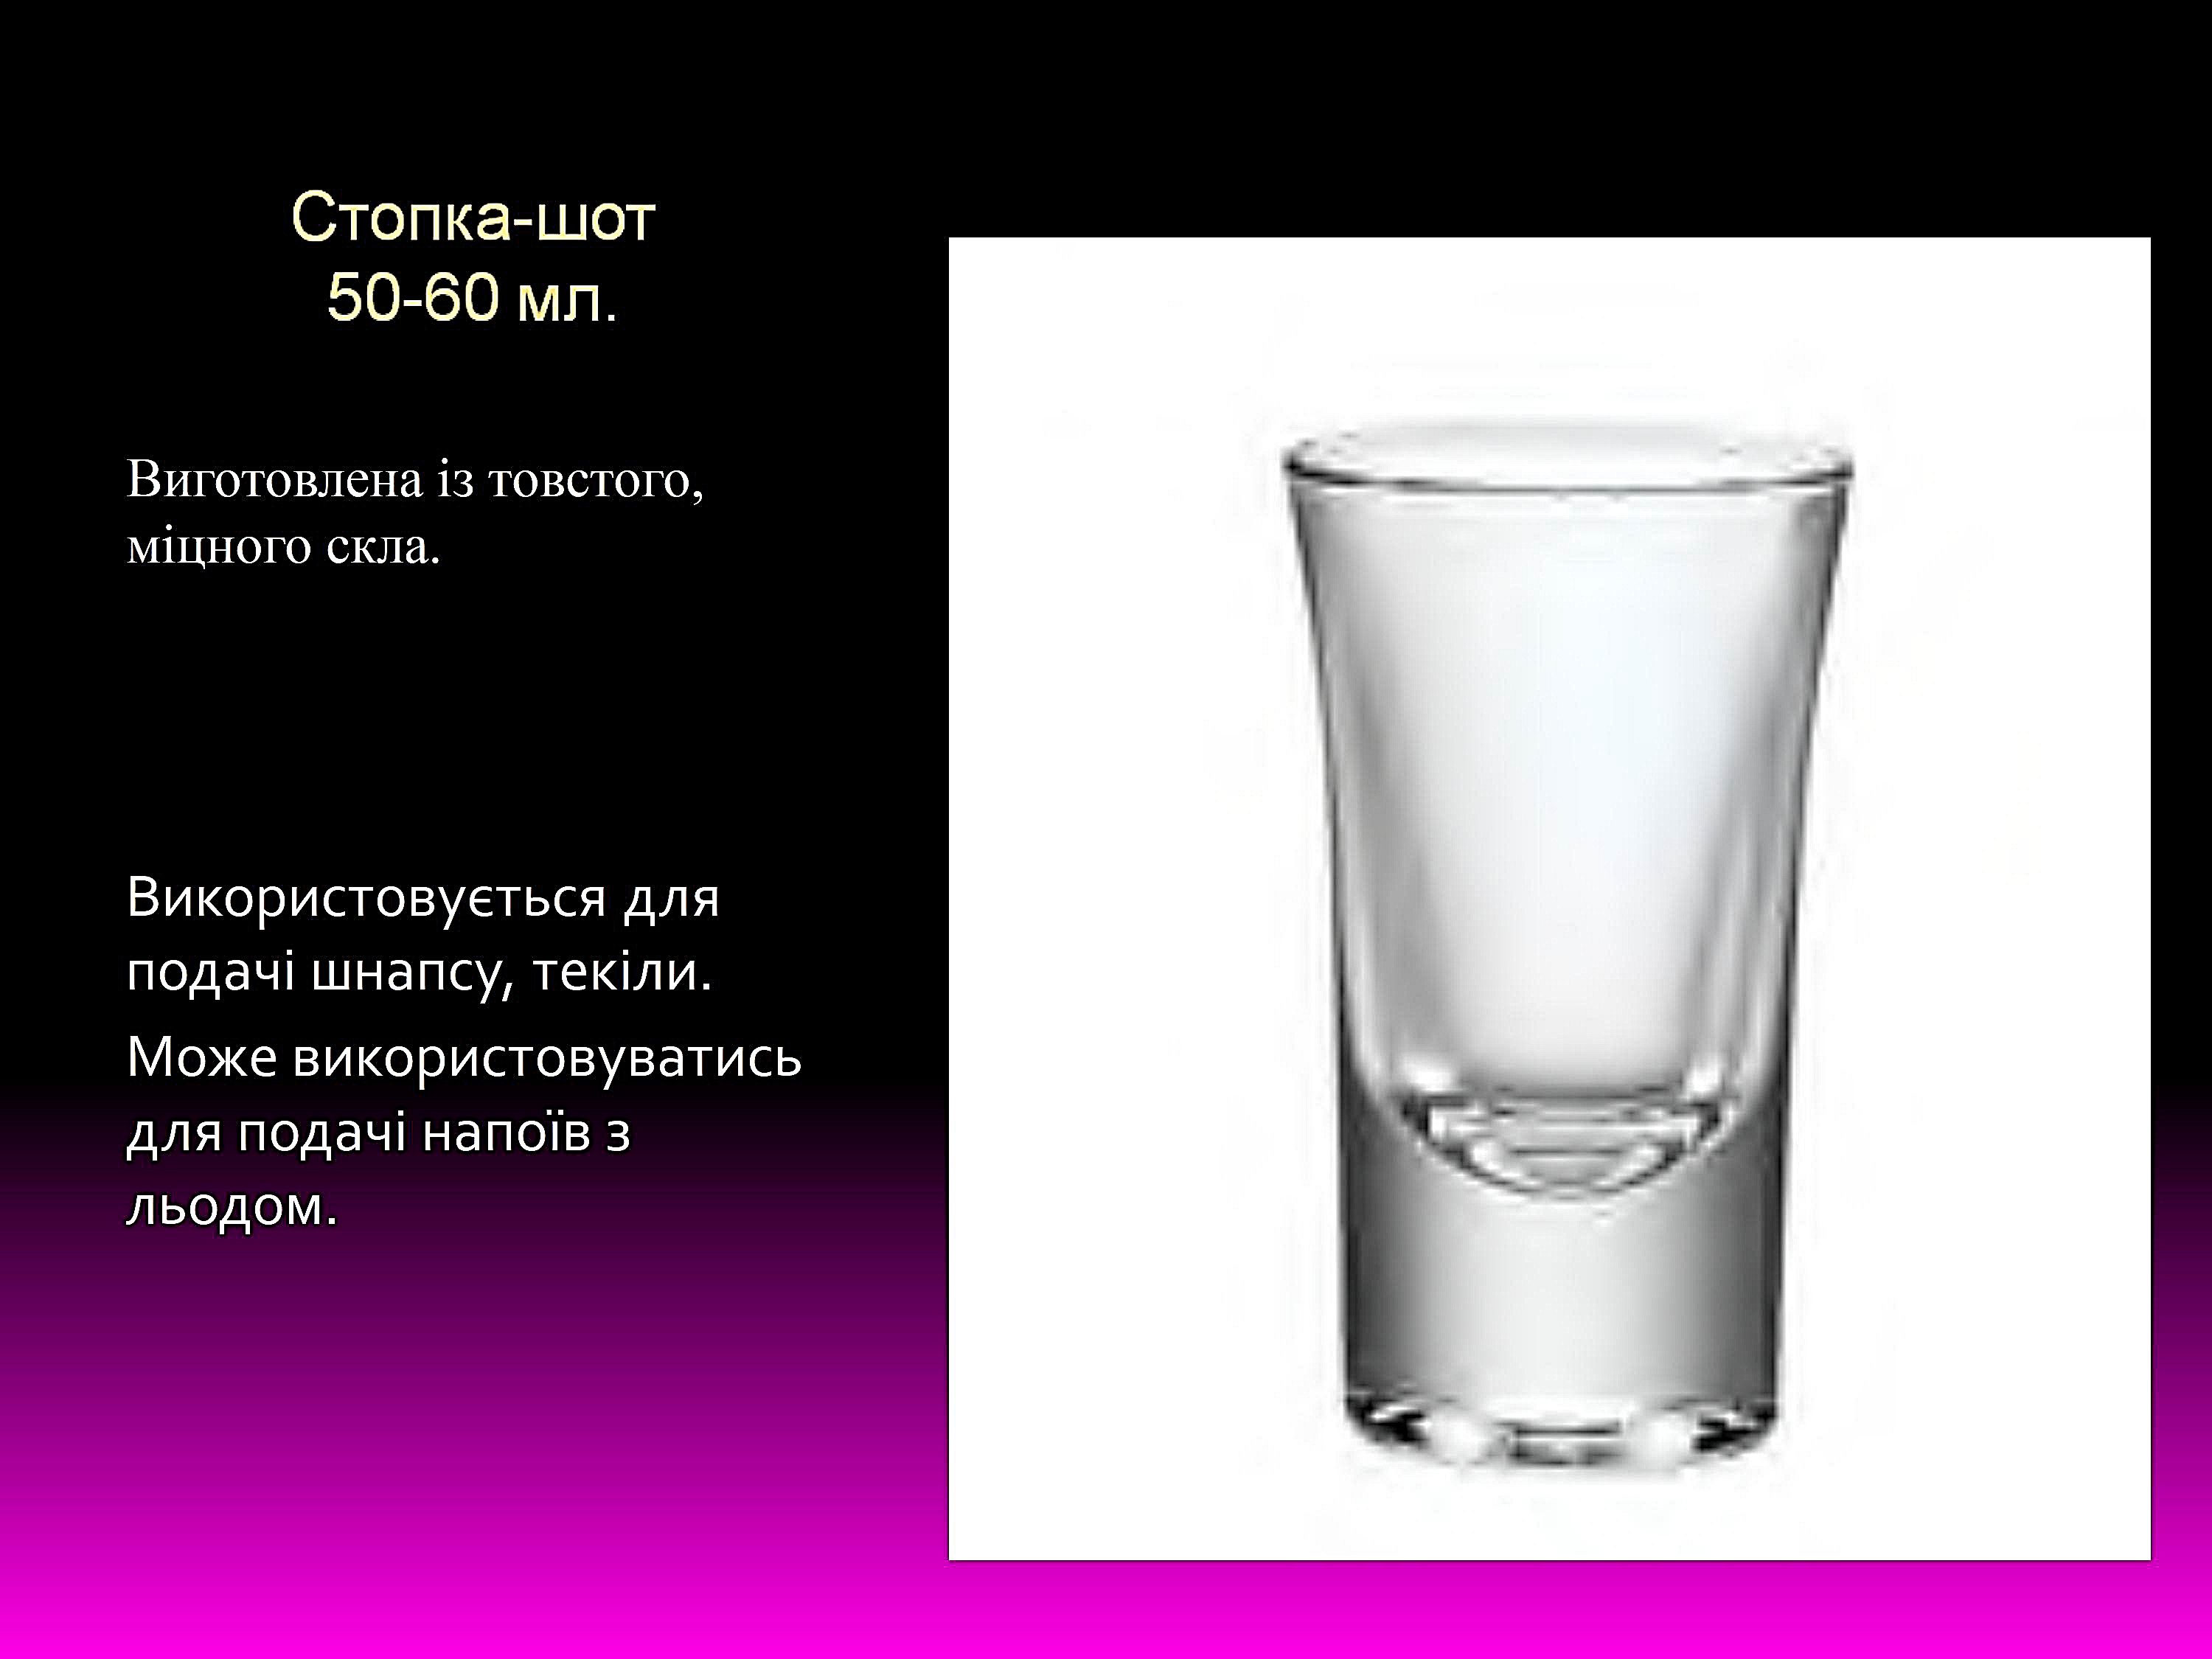 Стопка-шот
50-60 мл.
Виготовлена із товстого,
міцного скла.
Використовується для
подачі шнапсу, текіли.
Може використовуватись
для подачі напоїв з
льодом.